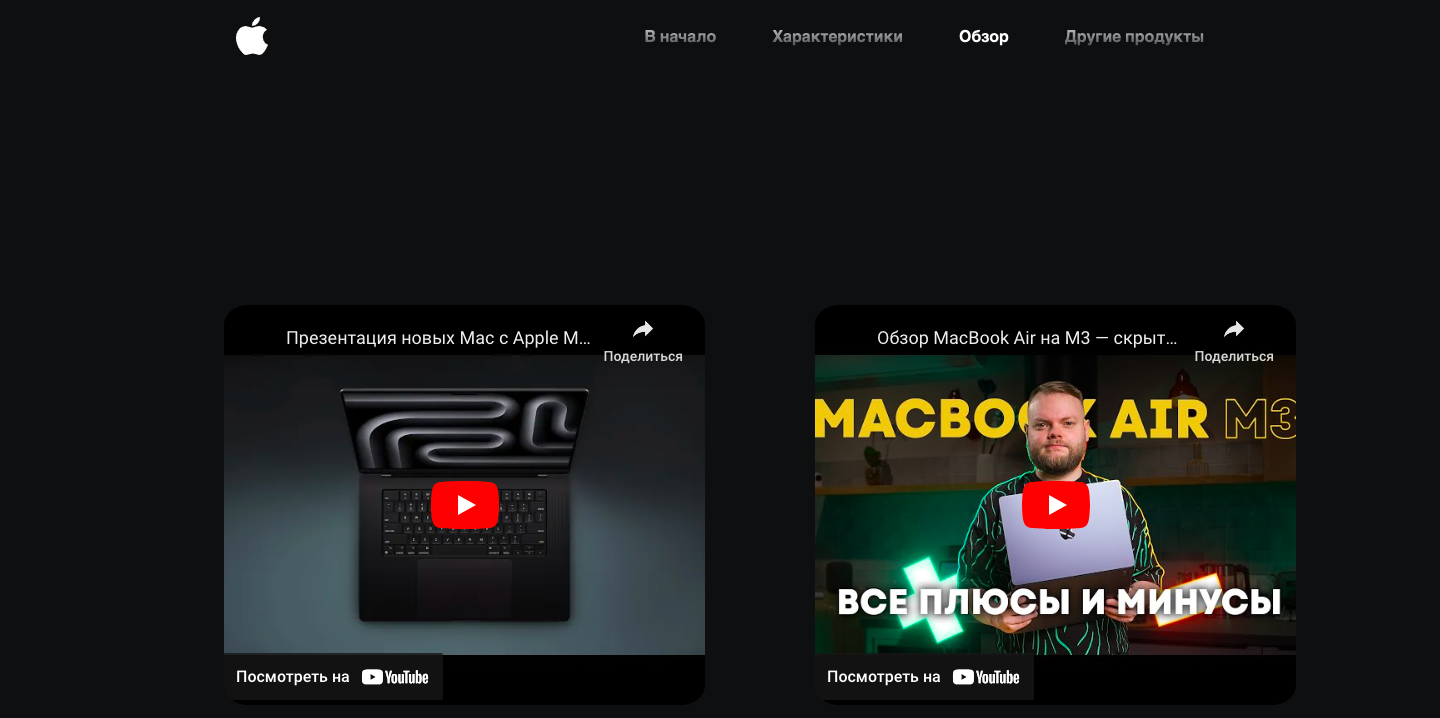 В начало
Характеристики
Обзор
Другие продукты
Презентация новых Mac с Apple M...
Поделиться
Посмотреть на YouTube
Обзор MacBook Air на M3 — скрыт...
Поделиться
MACBOOK AIR M3
ВСЕ ПЛЮСЫ И МИНУСЫ
Посмотреть на YouTube